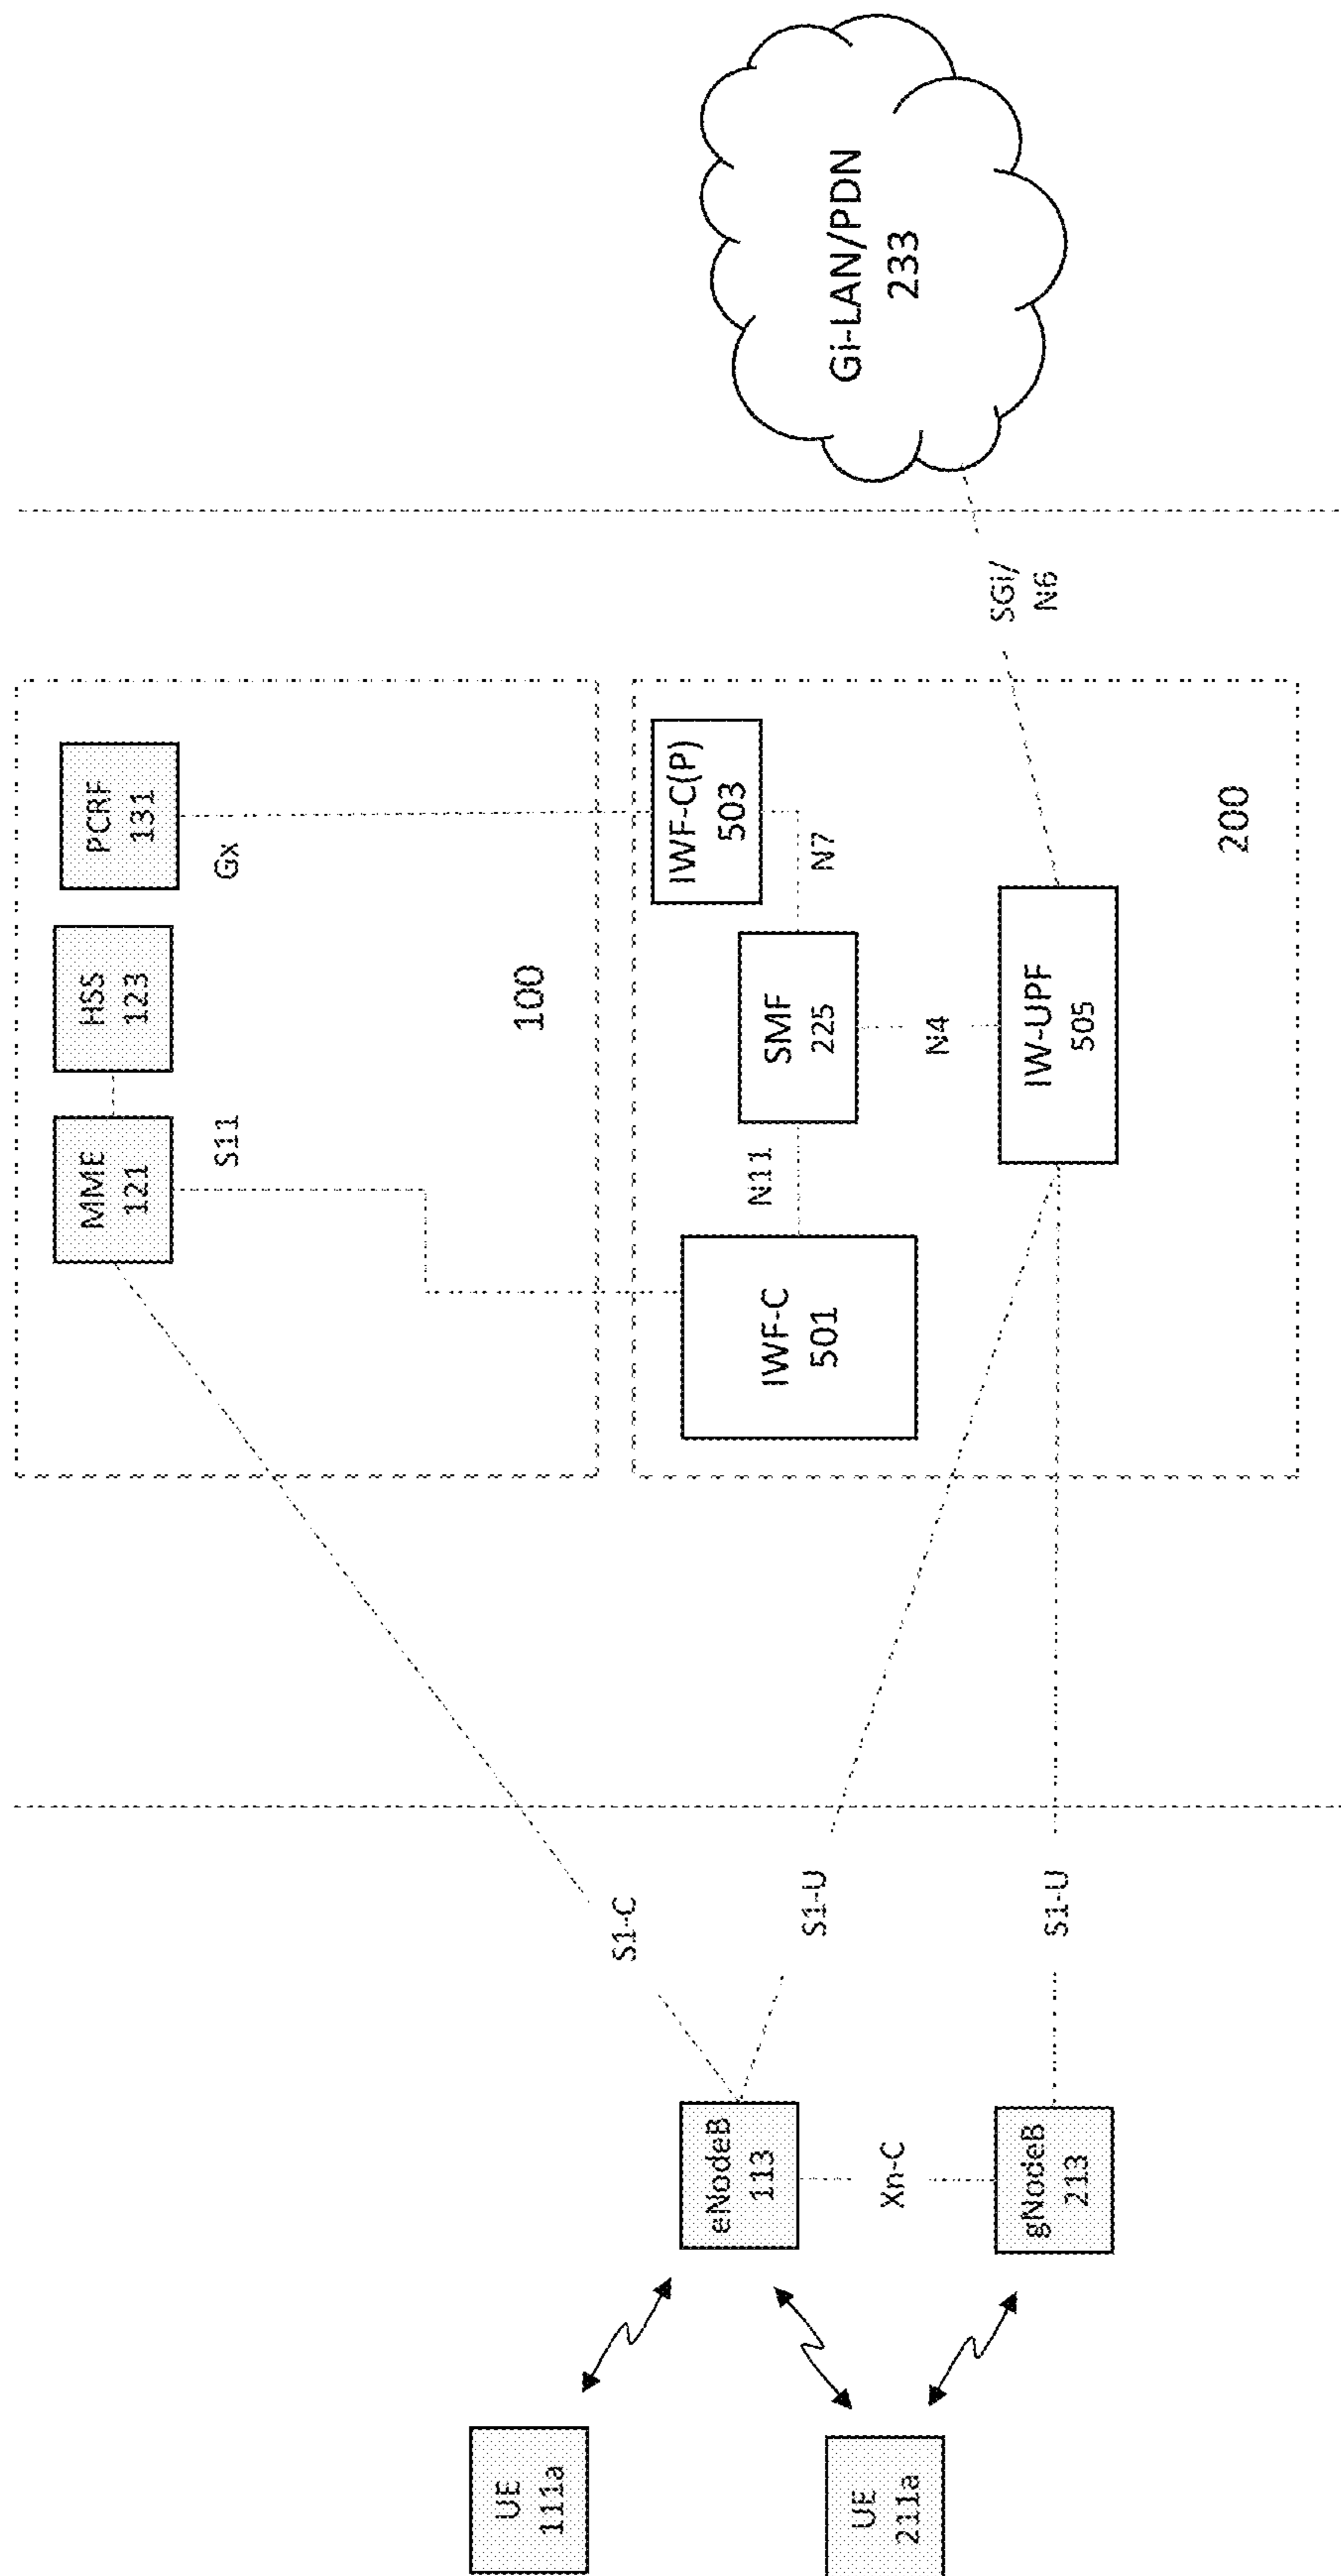 UE
111a
UE
211a
eNodeB
113
Xn-C
gNodeB
213
S1-C
S1-U
S1-U
MME
121
HSS
123
PCRF
131
S11
Gx
100
IWF-C
501
N11
SMF
225
N7
IWF-C(P)
503
N4
IW-UPF
505
200
SGi/
N6
Gi-LAN/PDN
233